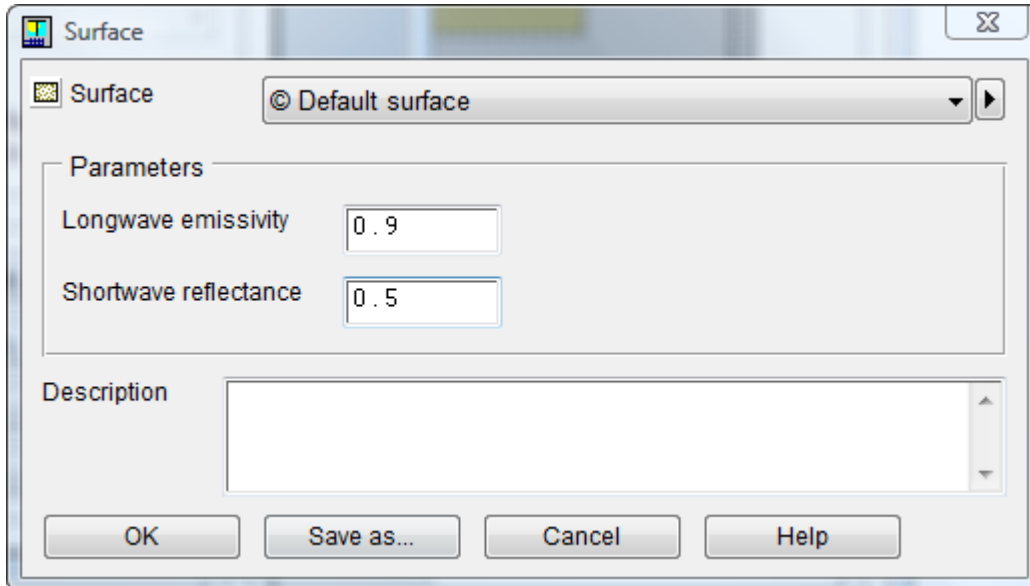 Surface
Surface
© Default surface
Parameters
Longwave emissivity
0.9
Shortwave reflectance
0.5
Description
OK
Save as...
Cancel
Help